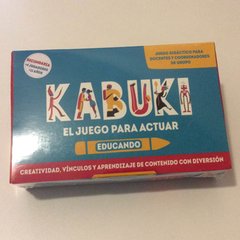 SECUNDARIA
JUEGO DIDÁCTICO PARA
DOCENTES Y COORDINADORES
DE GRUPO
KABUKI
EL JUEGO PARA ACTUAR
EDUCANDO
CREATIVIDAD, VÍNCULOS Y APRENDIZAJE DE CONTENIDO CON DIVERSIÓN